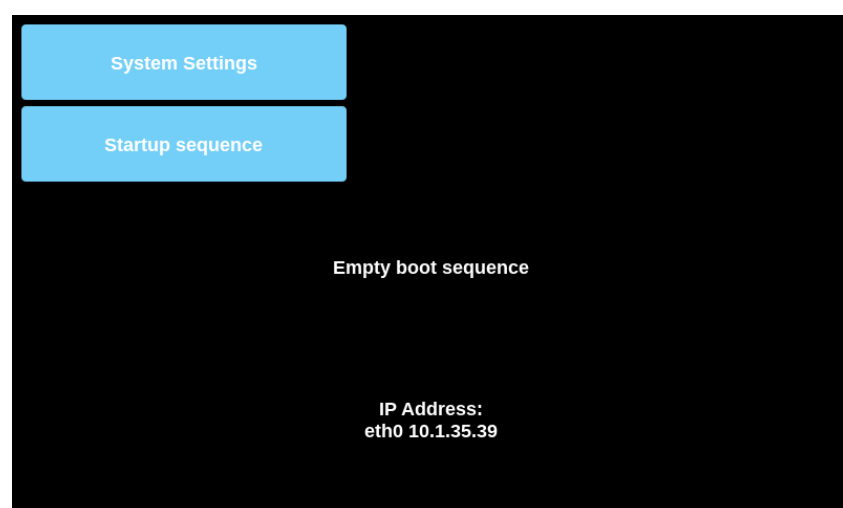 System Settings
Startup sequence
Empty boot sequence
IP Address:
eth0 10.1.35.39